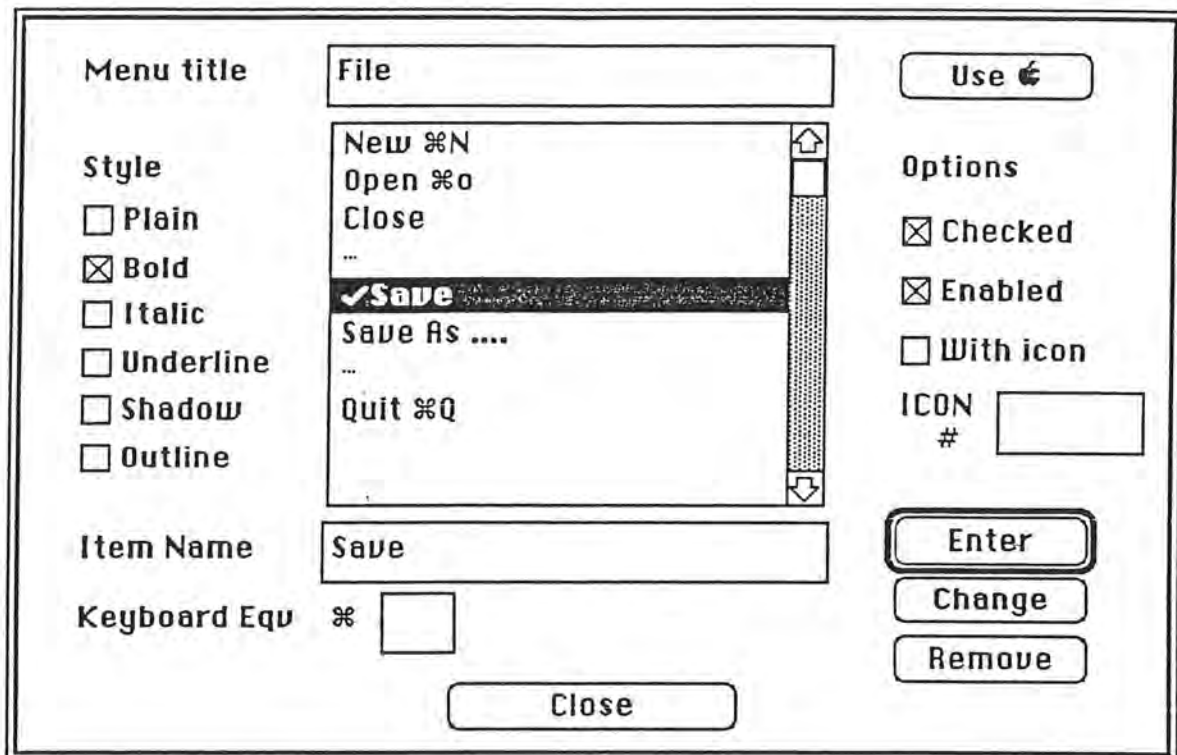 Menu title
File
Use 
Style
Plain
Bold
Italic
Underline
Shadow
Outline
New ⌘N
Open ⌘o
Close
...
✓Save
Save As ....
...
Quit ⌘Q
Options
Checked
Enabled
With icon
ICON
#
Item Name
Save
Keyboard Equ ⌘
Enter
Change
Remove
Close